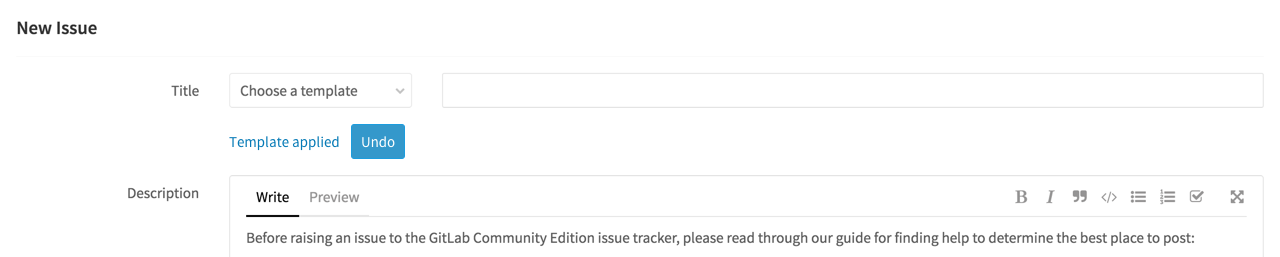 New Issue
Title Choose a template
Template applied Undo
Description Write Preview
Before raising an issue to the GitLab Community Edition issue tracker, please read through our guide for finding help to determine the best place to post: